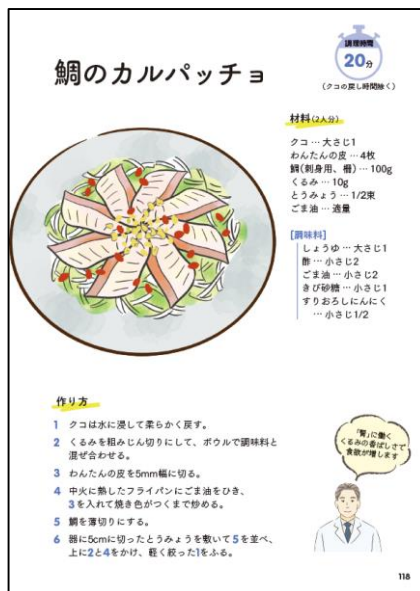 鯛のカルパッチョ
調理時間
20分
(クコの戻し時間除く)
材料(2人分)
クコ … 大さじ1
わんたんの皮 … 4枚
鯛(刺身用、柵) … 100g
くるみ … 10g
とうみょう … 1/2束
ごま油 … 適量
[調味料]
しょうゆ … 大さじ1
酢 … 小さじ2
ごま油 … 小さじ2
きび砂糖 … 小さじ1
すりおろしにんにく
… 小さじ1/2
作り方
1 クコは水に浸して柔らかく戻す。
2 くるみを粗みじん切りにして、ボウルで調味料と
混ぜ合わせる。
3 わんたんの皮を5mm幅に切る。
4 中火に熱したフライパンにごま油をひき、
3を入れて焼き色がつくまで炒める。
5 鯛を薄切りにする。
6 器に5cmに切ったとうみょうを敷いて5を並べ、
上に2と4をかけ、軽く絞った1をふる。
「腎」に働く
くるみの香ばしさで
食欲が増します
118